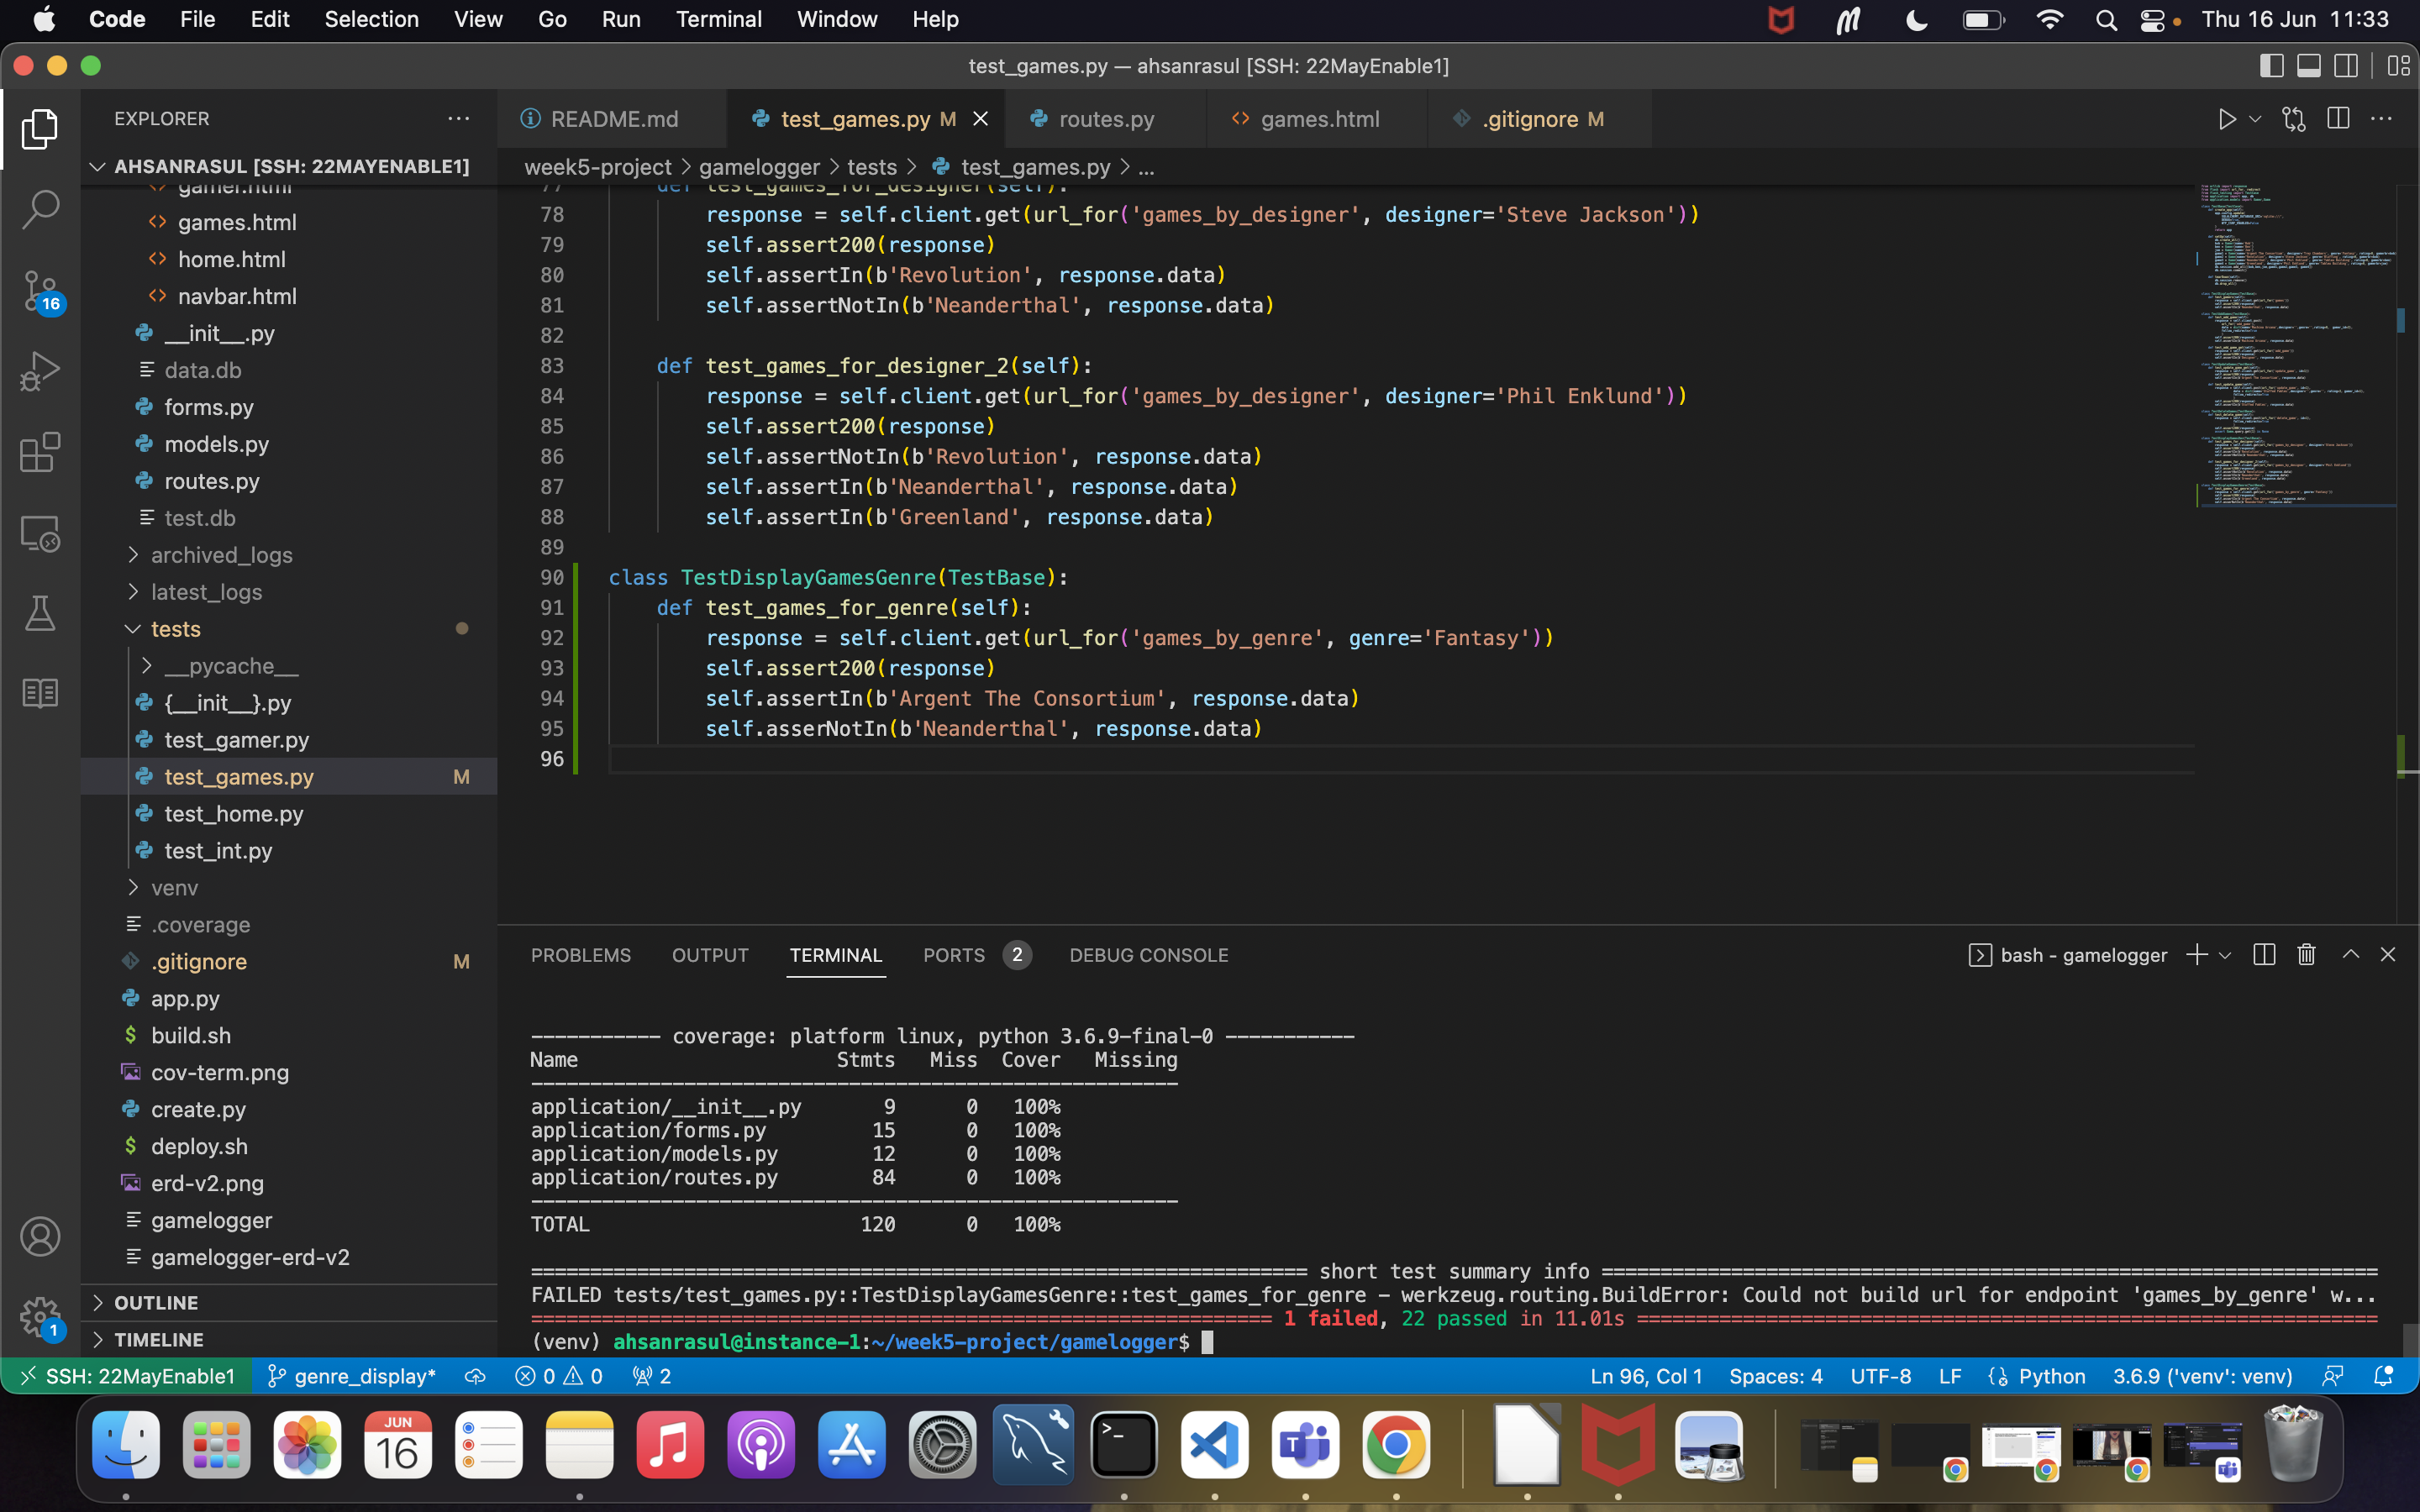 Code File Edit Selection View Go Run Terminal Window Help Thu 16 Jun 11:33
test_games.py — ahsanrasul [SSH: 22MayEnable1]
EXPLORER
README.md test_games.py M routes.py games.html .gitignore M
AHSANRASUL [SSH: 22MAYENABLE1]
week5-project > gamelogger > tests > test_games.py > ...
gamer.html
games.html
home.html
navbar.html
__init__.py
data.db
forms.py
models.py
routes.py
test.db
archived_logs
latest_logs
tests
__pycache__
{__init__}.py
test_gamer.py
test_games.py M
test_home.py
test_int.py
venv
.coverage
.gitignore M
app.py
build.sh
cov-term.png
create.py
deploy.sh
erd-v2.png
gamelogger
gamelogger-erd-v2
OUTLINE
TIMELINE
16
1
77 def test_games_for_designer(self):
78 response = self.client.get(url_for('games_by_designer', designer='Steve Jackson'))
79 self.assert200(response)
80 self.assertIn(b'Revolution', response.data)
81 self.assertNotIn(b'Neanderthal', response.data)
82
83 def test_games_for_designer_2(self):
84 response = self.client.get(url_for('games_by_designer', designer='Phil Enklund'))
85 self.assert200(response)
86 self.assertNotIn(b'Revolution', response.data)
87 self.assertIn(b'Neanderthal', response.data)
88 self.assertIn(b'Greenland', response.data)
89
90 class TestDisplayGamesGenre(TestBase):
91 def test_games_for_genre(self):
92 response = self.client.get(url_for('games_by_genre', genre='Fantasy'))
93 self.assert200(response)
94 self.assertIn(b'Argent The Consortium', response.data)
95 self.asserNotIn(b'Neanderthal', response.data)
96
PROBLEMS OUTPUT TERMINAL PORTS 2 DEBUG CONSOLE bash - gamelogger
----------- coverage: platform linux, python 3.6.9-final-0 -----------
Name Stmts Miss Cover Missing
-------------------------------------------------------
application/__init__.py 9 0 100%
application/forms.py 15 0 100%
application/models.py 12 0 100%
application/routes.py 84 0 100%
-------------------------------------------------------
TOTAL 120 0 100%
================ short test summary info ================
FAILED tests/test_games.py::TestDisplayGamesGenre::test_games_for_genre - werkzeug.routing.BuildError: Could not build url for endpoint 'games_by_genre' w...
================ 1 failed, 22 passed in 11.01s ================
(venv) ahsanrasul@instance-1:~/week5-project/gamelogger$
SSH: 22MayEnable1 genre_display* 0 0 2 Ln 96, Col 1 Spaces: 4 UTF-8 LF Python 3.6.9 ('venv': venv)
JUN
16